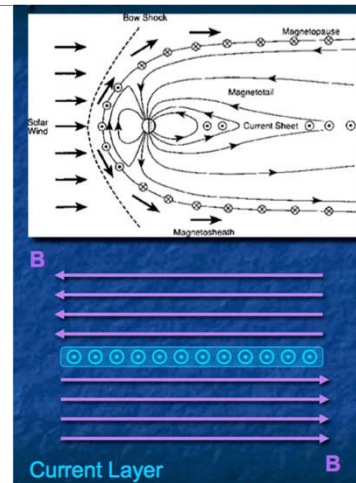 Bow Shock
Magnetopause
Magnetotail
Solar
Wind
Current Sheet
Magnetosheath
B
B
Current Layer